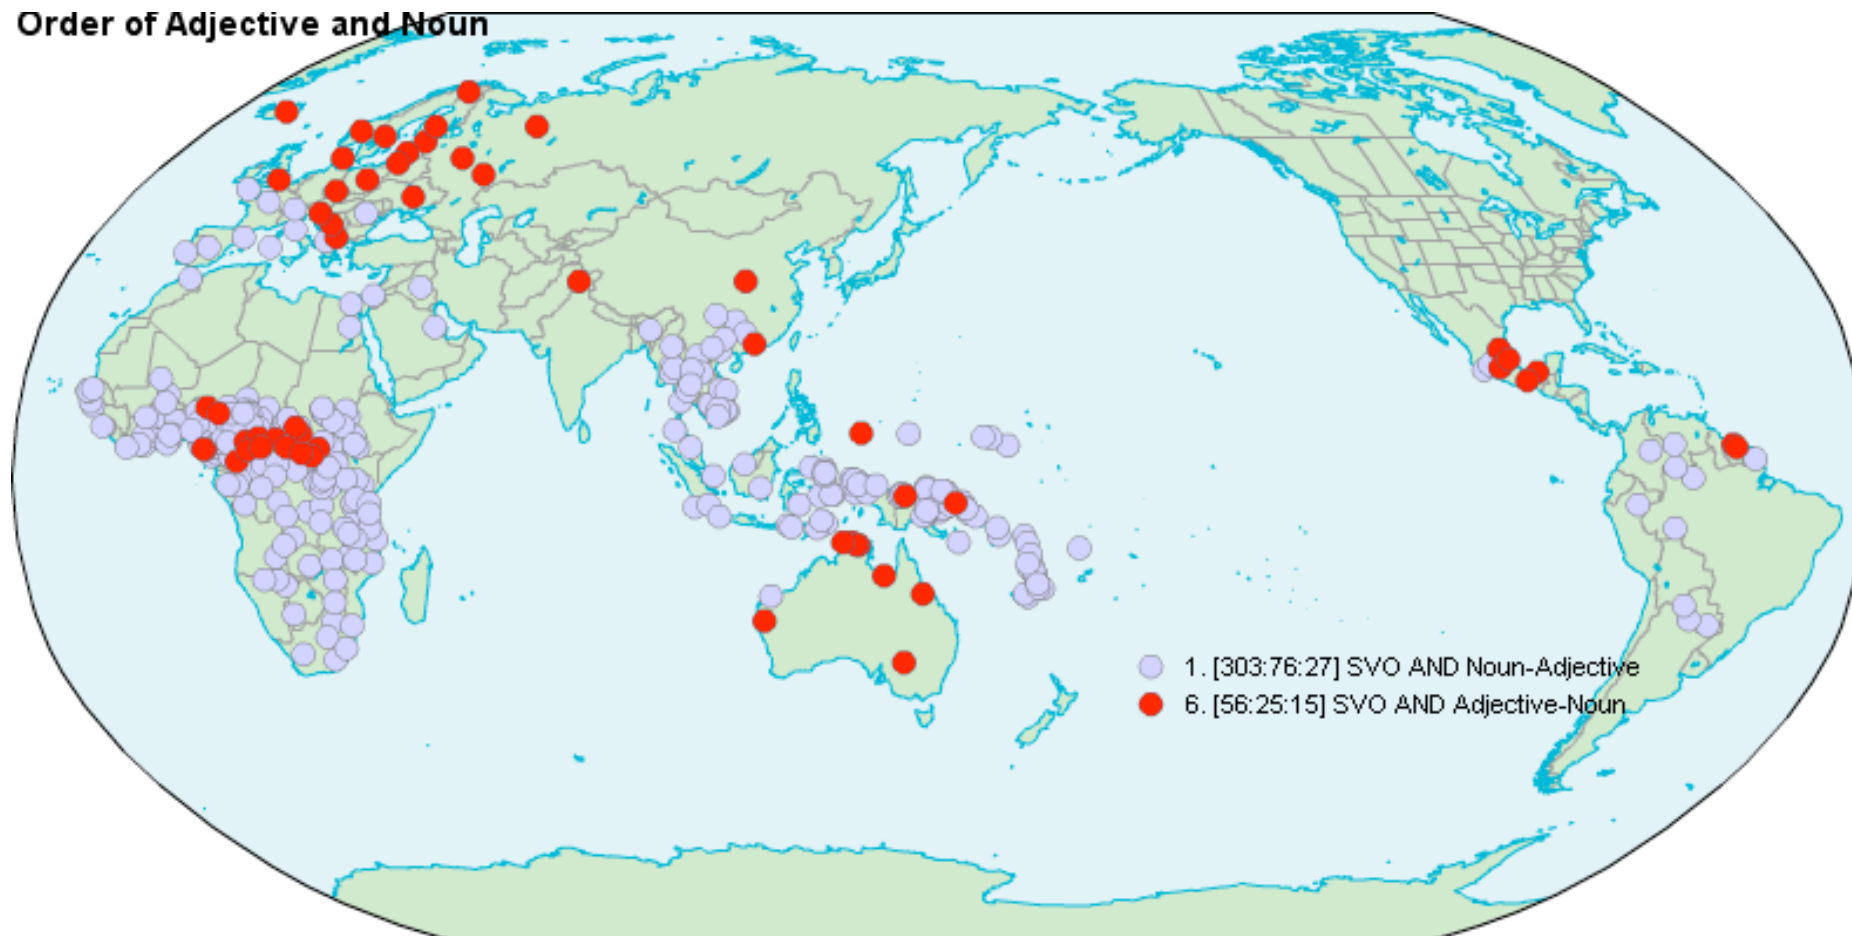 Order of Adjective and Noun
1. [303:76:27] SVO AND Noun-Adjective
6. [56:25:15] SVO AND Adjective-Noun